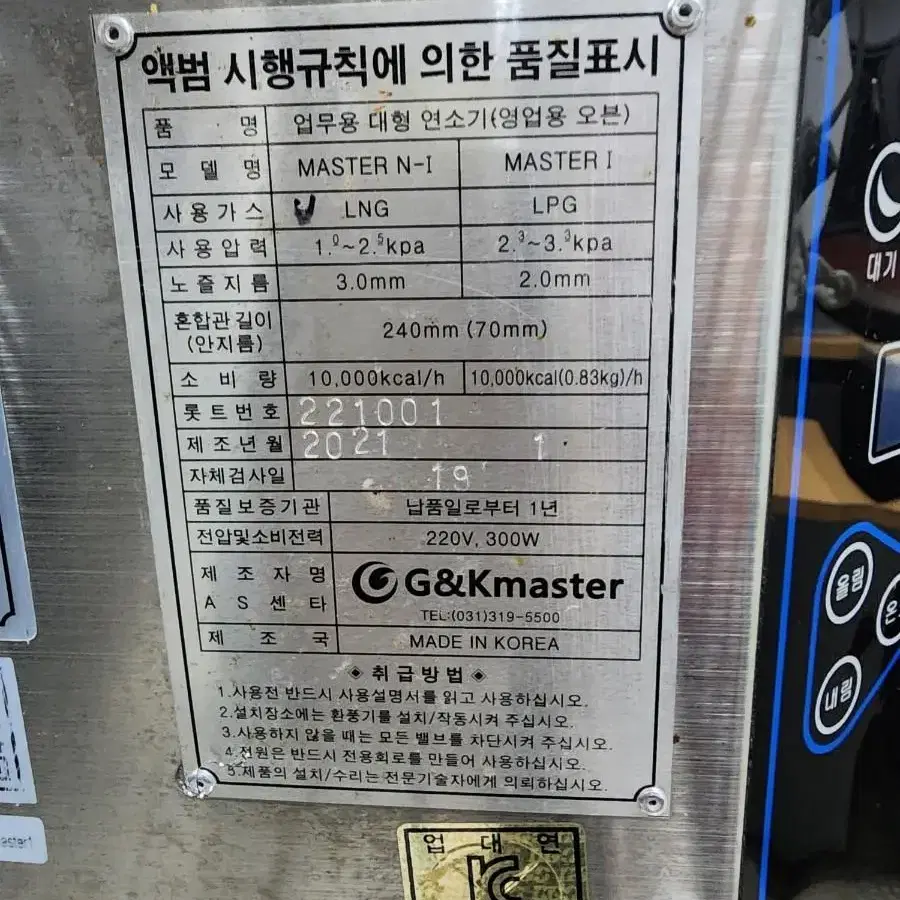 액범 시행규칙에 의한 품질표시
품 명 업무용 대형 연소기(영업용 오븐)
모델명 MASTER N-I MASTER I
사용가스 V LNG LPG
사용압력 1.0~2.5kpa 2.3~3.3kpa
노즐지름 3.0mm 2.0mm
혼합관길이
(안지름) 240mm (70mm)
소비량 10,000kcal/h 10,000kcal(0.83kg)/h
롯트번호 221001
제조년월 2021 1
자체검사일 19
품질보증기관 납품일로부터 1년
전압및소비전력 220V, 300W
제조자명 G&Kmaster
AS센타 TEL:(031)319-5500
제조국 MADE IN KOREA
◈ 취급방법 ◈
1.사용전 반드시 사용설명서를 읽고 사용하십시오.
2.설치장소에는 환풍기를 설치/작동시켜 주십시오.
3.사용하지 않을 때는 모든 밸브를 차단시켜 주십시오.
4.전원은 반드시 전용회로를 만들어 사용하십시오.
5.제품의 설치/수리는 전문기술자에게 의뢰하십시오.
업 대 연
KC
대기
올림
온
내림